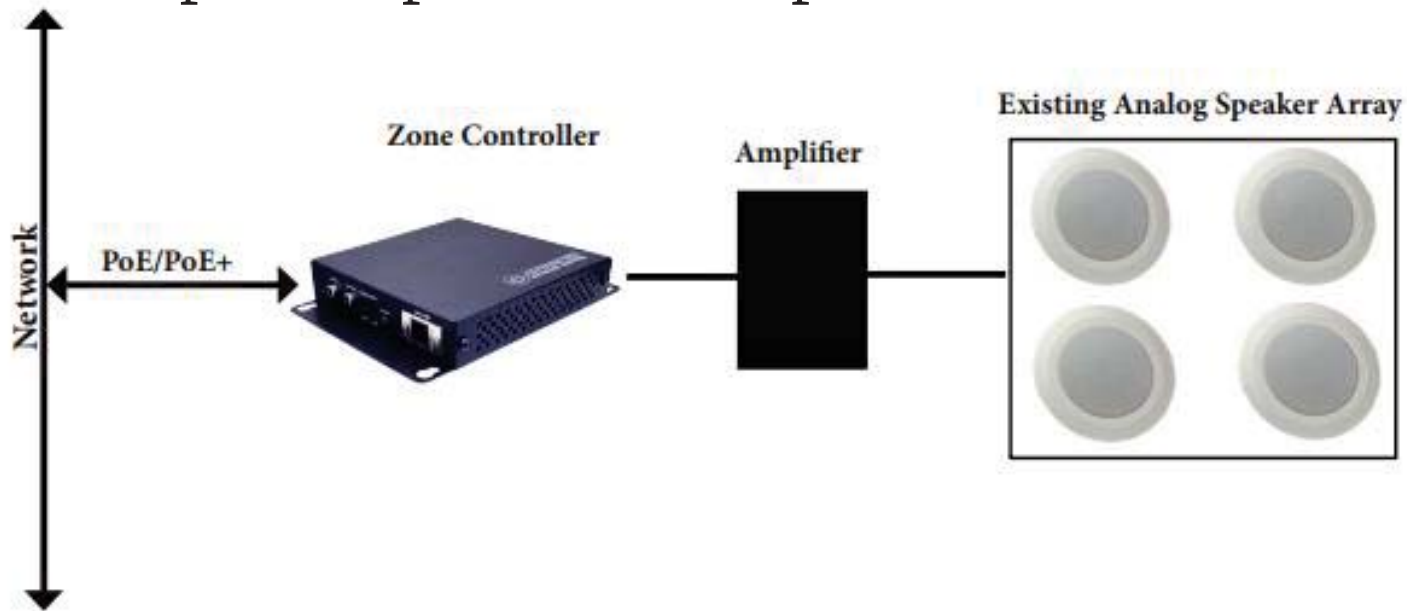 Zone Controller
Amplifier
Existing Analog Speaker Array
PoE/PoE+
Network